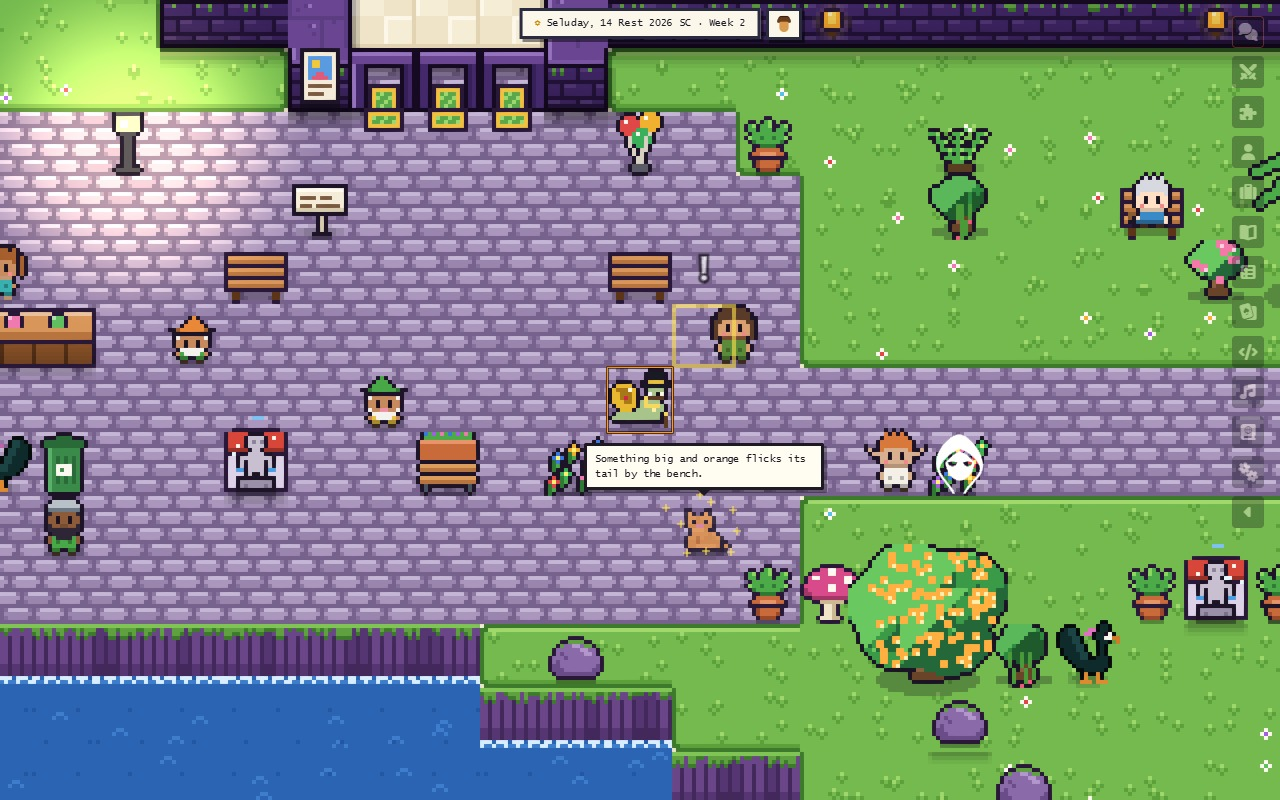 Seluday, 14 Rest 2026 SC · Week 2
!
Something big and orange flicks its
tail by the bench.